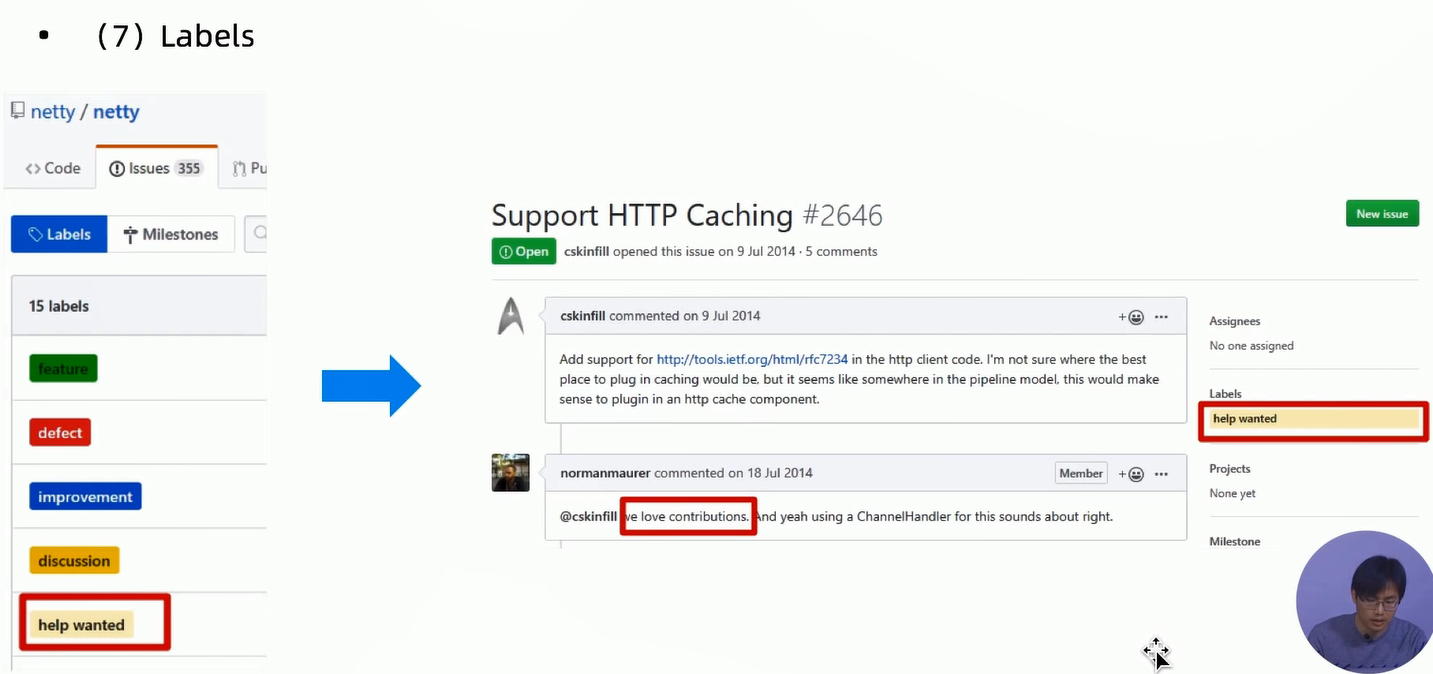 • （7）Labels
netty / netty
Code Issues 355 Pu
Labels Milestones
15 labels
feature
defect
improvement
discussion
help wanted
Support HTTP Caching #2646
New issue
Open cskinfill opened this issue on 9 Jul 2014 · 5 comments
cskinfill commented on 9 Jul 2014
Add support for http://tools.ietf.org/html/rfc7234 in the http client code. I'm not sure where the best
place to plug in caching would be, but it seems like somewhere in the pipeline model, this would make
sense to plugin in an http cache component.
normanmaurer commented on 18 Jul 2014 Member
@cskinfill we love contributions. And yeah using a ChannelHandler for this sounds about right.
Assignees
No one assigned
Labels
help wanted
Projects
None yet
Milestone